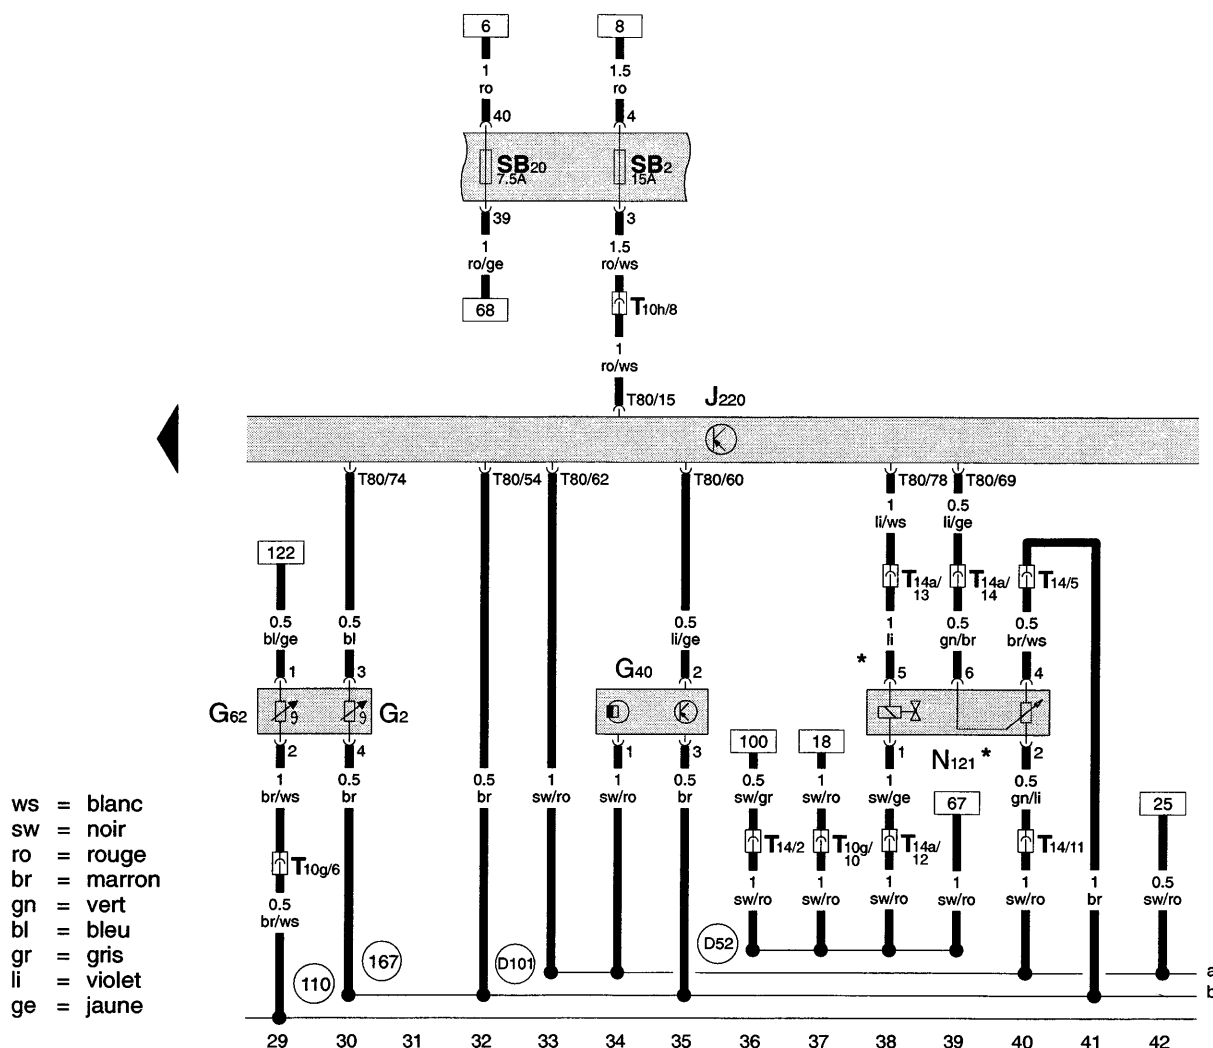 6 8
1 1.5
ro ro
40 4
SB20 SB2
7.5A 15A
39 3
1 1.5
ro/ge ro/ws
68 T10h/8
1
ro/ws
T80/15 J220
T80/74 T80/54 T80/62 T80/60 T80/78 T80/69
1 0.5
li/ws li/ge
122
T14a/ T14a/ T14/5
13 14
0.5 0.5 0.5 1 0.5 0.5
bl/ge bl li/ge li gn/br br/ws
*
1 3 G40 2 5 6 4
G62 G2
2 4 1 3 1 N121 * 2
100 18
1 0.5 0.5 1 1 0.5 0.5 1 1 0.5
br/ws br br sw/ro sw/ro br sw/gr sw/ro sw/ge gn/li
67 25
T10g/6 T14/2 T10g/ T14a/ T14/11
10 12
0.5 1 1 1 1 1 1 0.5
br/ws sw/ro sw/ro sw/ro sw/ro sw/ro br sw/ro
110 167 D101 D52
a
b
ws = blanc
sw = noir
ro = rouge
br = marron
gn = vert
bl = bleu
gr = gris
li = violet
ge = jaune
29 30 31 32 33 34 35 36 37 38 39 40 41 42